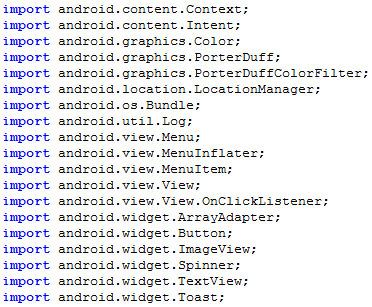 import android.content.Context;
import android.content.Intent;
import android.graphics.Color;
import android.graphics.PorterDuff;
import android.graphics.PorterDuffColorFilter;
import android.location.LocationManager;
import android.os.Bundle;
import android.util.Log;
import android.view.Menu;
import android.view.MenuInflater;
import android.view.MenuItem;
import android.view.View;
import android.view.View.OnClickListener;
import android.widget.ArrayAdapter;
import android.widget.Button;
import android.widget.ImageView;
import android.widget.Spinner;
import android.widget.TextView;
import android.widget.Toast;